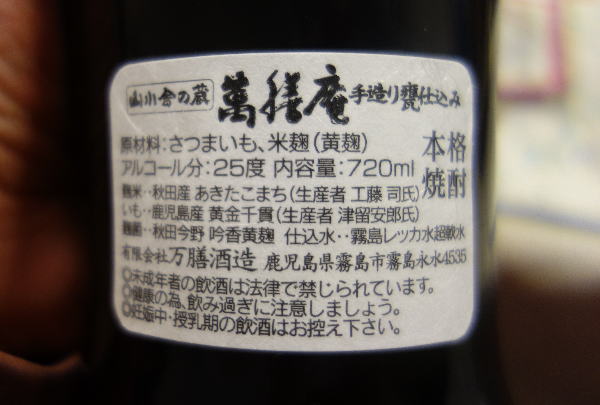 山小舎の蔵 萬膳庵 手造り甕仕込み
原材料:さつまいも、米麹(黄麹) 本格
アルコール分:25度 内容量:720ml 焼酎
麹米‥秋田産 あきたこまち(生産者 工藤 司氏)
いも‥鹿児島産 黄金千貫(生産者 津留安郎氏)
麹菌‥秋田今野 吟香黄麹 仕込水‥霧島レッカ水超軟水
有限会社万膳酒造 鹿児島県霧島市霧島永水4535
◎未成年者の飲酒は法律で禁じられています。
◎健康の為、飲み過ぎに注意しましょう。
◎妊娠中・授乳期の飲酒はお控え下さい。